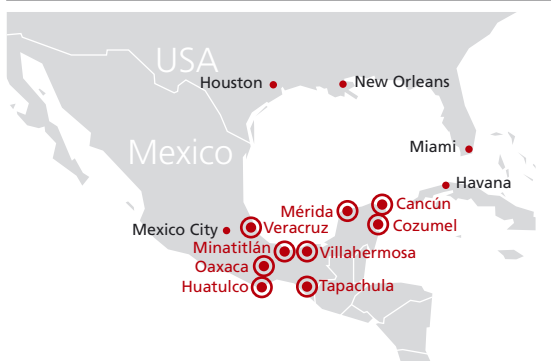 USA
Houston
New Orleans
Mexico
Miami
Havana
Cancún
Mérida
Cozumel
Veracruz
Mexico City
Minatitlán
Villahermosa
Oaxaca
Huatulco
Tapachula